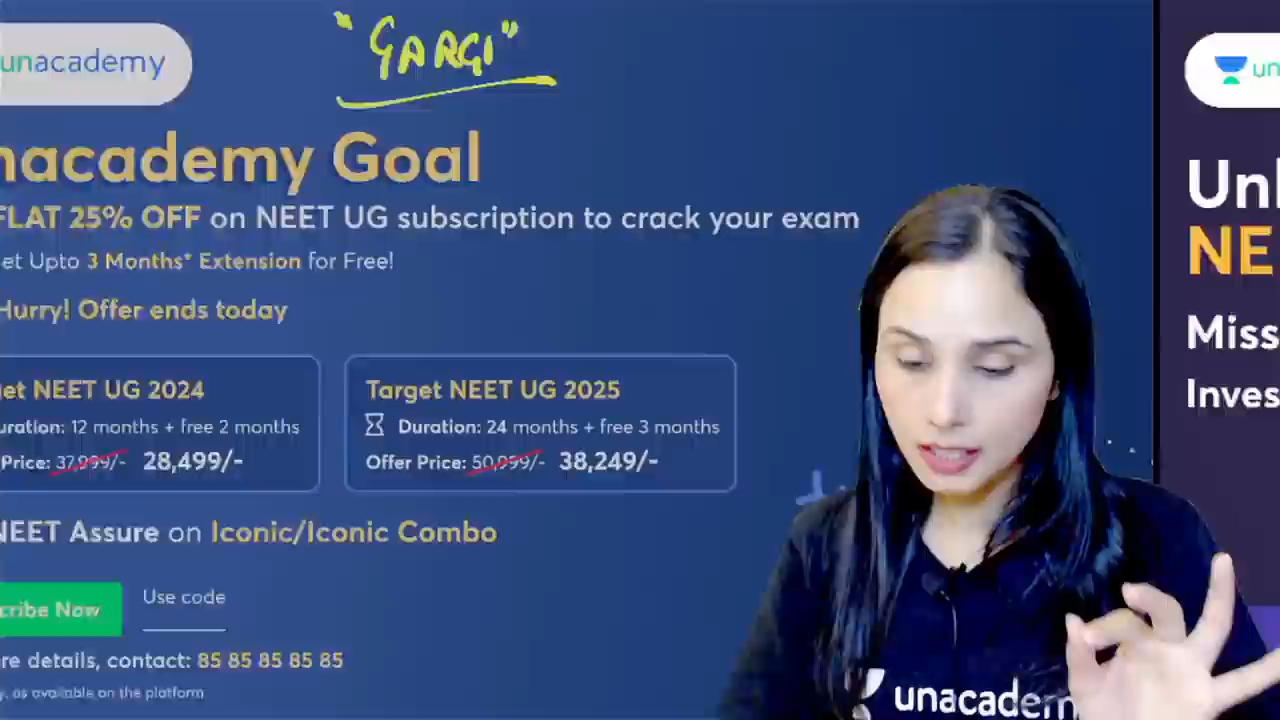 "GARGI"
unacademy
nacademy Goal
FLAT 25% OFF on NEET UG subscription to crack your exam
et Upto 3 Months* Extension for Free!
Hurry! Offer ends today
et NEET UG 2024
uration: 12 months + free 2 months
Price: 37,999/- 28,499/-
Target NEET UG 2025
Duration: 24 months + free 3 months
Offer Price: 50,999/- 38,249/-
NEET Assure on Iconic/Iconic Combo
cribe Now
Use code
re details, contact: 85 85 85 85 85
y, as available on the platform
un
Unl
NE
Miss
Inves
unacadem